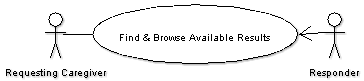 Find & Browse Available Results
Requesting Caregiver
Responder